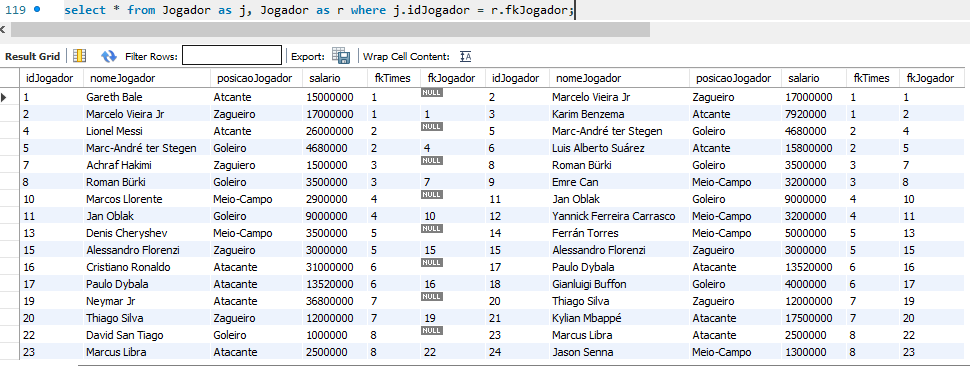 119 select * from Jogador as j, Jogador as r where j.idJogador = r.fkJogador;
Result Grid Filter Rows: Export: Wrap Cell Content: IA
idJogador nomeJogador posicaoJogador salario fkTimes fkJogador idJogador nomeJogador posicaoJogador salario fkTimes fkJogador
1 Gareth Bale Atcante 15000000 1 NULL 2 Marcelo Vieira Jr Zagueiro 17000000 1 1
2 Marcelo Vieira Jr Zagueiro 17000000 1 1 3 Karim Benzema Atcante 7920000 1 2
4 Lionel Messi Atcante 26000000 2 NULL 5 Marc-André ter Stegen Goleiro 4680000 2 4
5 Marc-André ter Stegen Goleiro 4680000 2 4 6 Luis Alberto Suárez Atcante 15800000 2 5
7 Achraf Hakimi Zaguiero 1500000 3 NULL 8 Roman Bürki Goleiro 3500000 3 7
8 Roman Bürki Goleiro 3500000 3 7 9 Emre Can Meio-Campo 3200000 3 8
10 Marcos Llorente Meio-Campo 2900000 4 NULL 11 Jan Oblak Goleiro 9000000 4 10
11 Jan Oblak Goleiro 9000000 4 10 12 Yannick Ferreira Carrasco Meio-Campo 3200000 4 11
13 Denis Cheryshev Meio-Campo 3500000 5 NULL 14 Ferrán Torres Meio-Campo 5000000 5 13
15 Alessandro Florenzi Zagueiro 3000000 5 15 15 Alessandro Florenzi Zagueiro 3000000 5 15
16 Cristiano Ronaldo Atacante 31000000 6 NULL 17 Paulo Dybala Atacante 13520000 6 16
17 Paulo Dybala Atacante 13520000 6 16 18 Gianluigi Buffon Goleiro 4000000 6 17
19 Neymar Jr Atacante 36800000 7 NULL 20 Thiago Silva Zagueiro 12000000 7 19
20 Thiago Silva Zagueiro 12000000 7 19 21 Kylian Mbappé Atacante 17500000 7 20
22 David San Tiago Goleiro 1000000 8 NULL 23 Marcus Libra Atacante 2500000 8 22
23 Marcus Libra Atacante 2500000 8 22 24 Jason Senna Meio-Campo 1300000 8 23